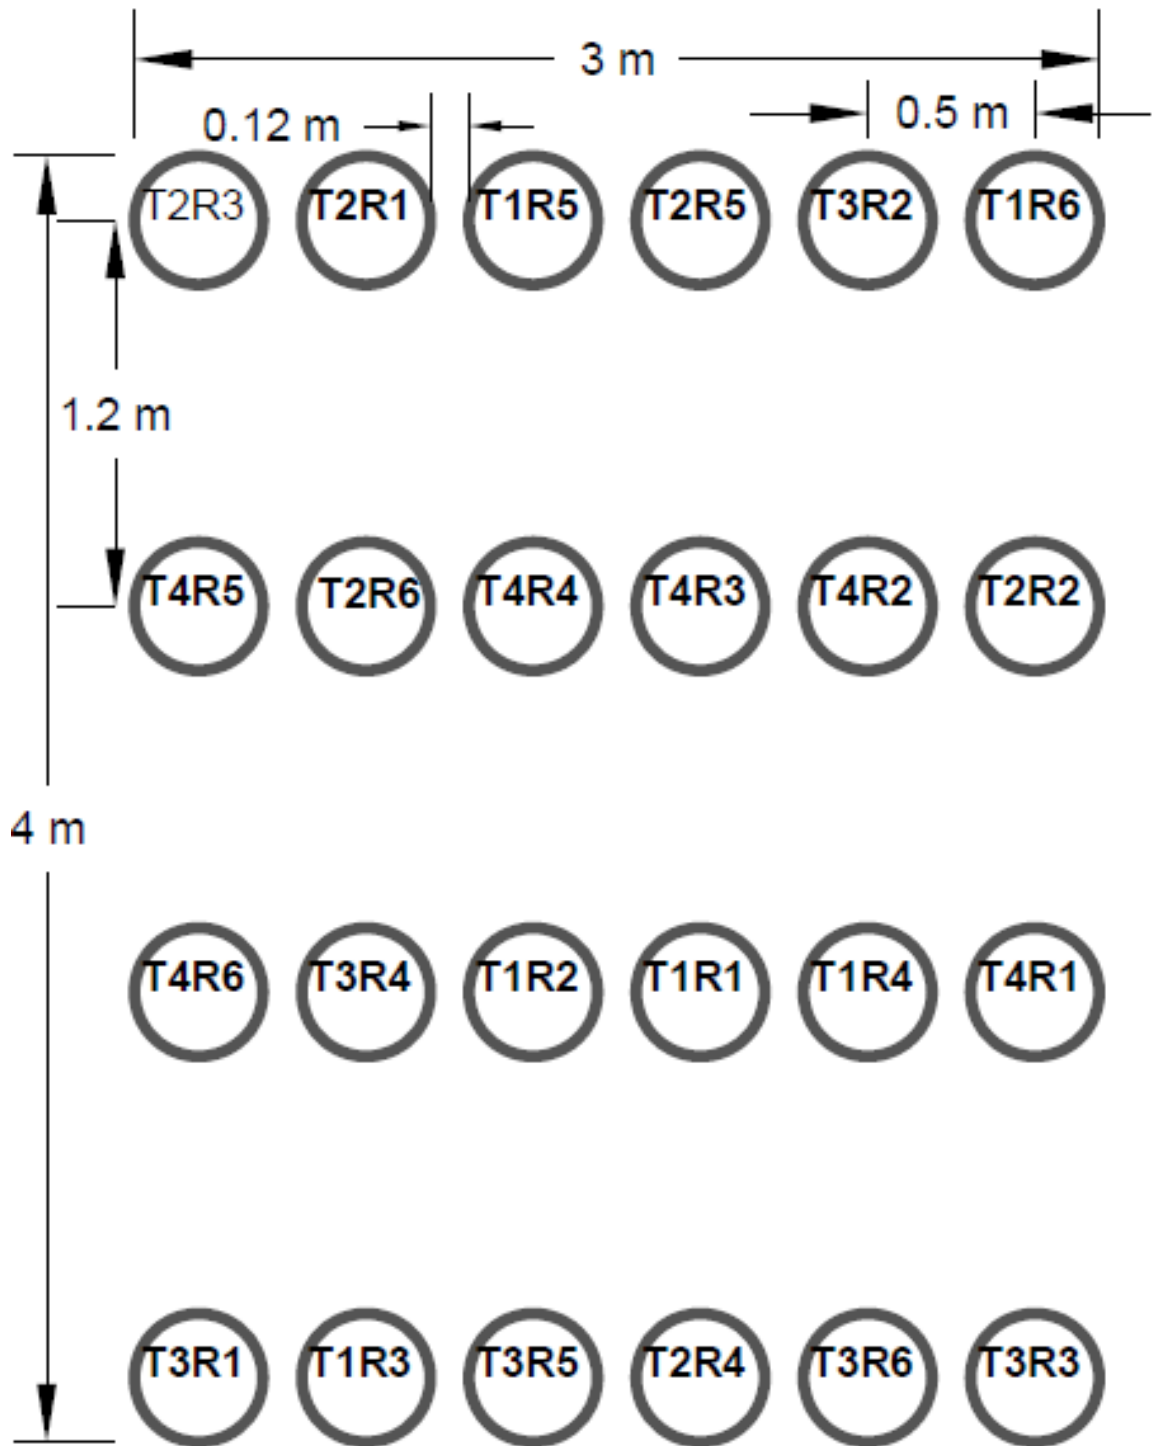 3 m
0.12 m 0.5 m
T2R3 T2R1 T1R5 T2R5 T3R2 T1R6
1.2 m
T4R5 T2R6 T4R4 T4R3 T4R2 T2R2
4 m
T4R6 T3R4 T1R2 T1R1 T1R4 T4R1
T3R1 T1R3 T3R5 T2R4 T3R6 T3R3